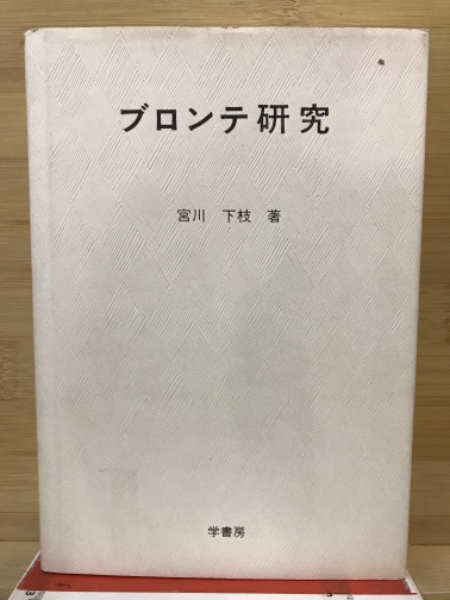 ブロンテ研究
宮川 下枝 著
学書房